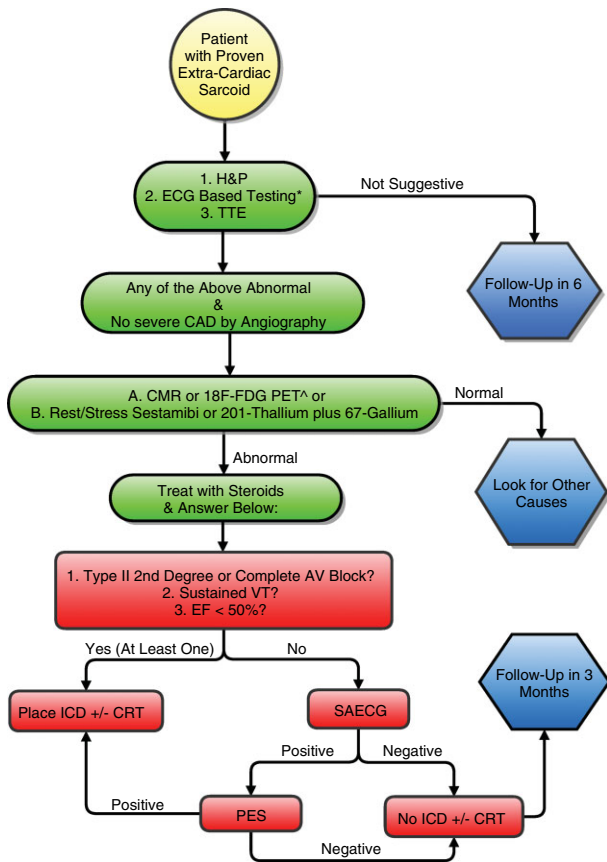 Patient
with Proven
Extra-Cardiac
Sarcoid
1. H&P
2. ECG Based Testing*
3. TTE
Not Suggestive
Follow-Up in 6
Months
Any of the Above Abnormal
&
No severe CAD by Angiography
A. CMR or 18F-FDG PET^ or
B. Rest/Stress Sestamibi or 201-Thallium plus 67-Gallium
Normal
Abnormal
Look for Other
Causes
Treat with Steroids
& Answer Below:
1. Type II 2nd Degree or Complete AV Block?
2. Sustained VT?
3. EF < 50%?
Yes (At Least One)
No
Follow-Up in 3
Months
Place ICD +/- CRT
SAECG
Positive
Negative
Positive
PES
No ICD +/- CRT
Negative